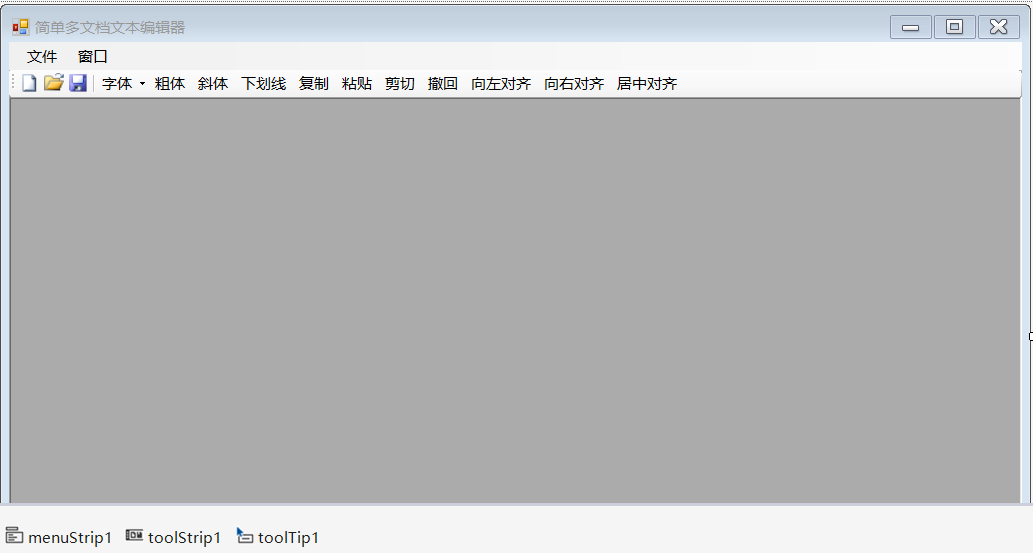 简单多文档文本编辑器
文件 窗口
字体 粗体 斜体 下划线 复制 粘贴 剪切 撤回 向左对齐 向右对齐 居中对齐
menuStrip1 toolStrip1 toolTip1